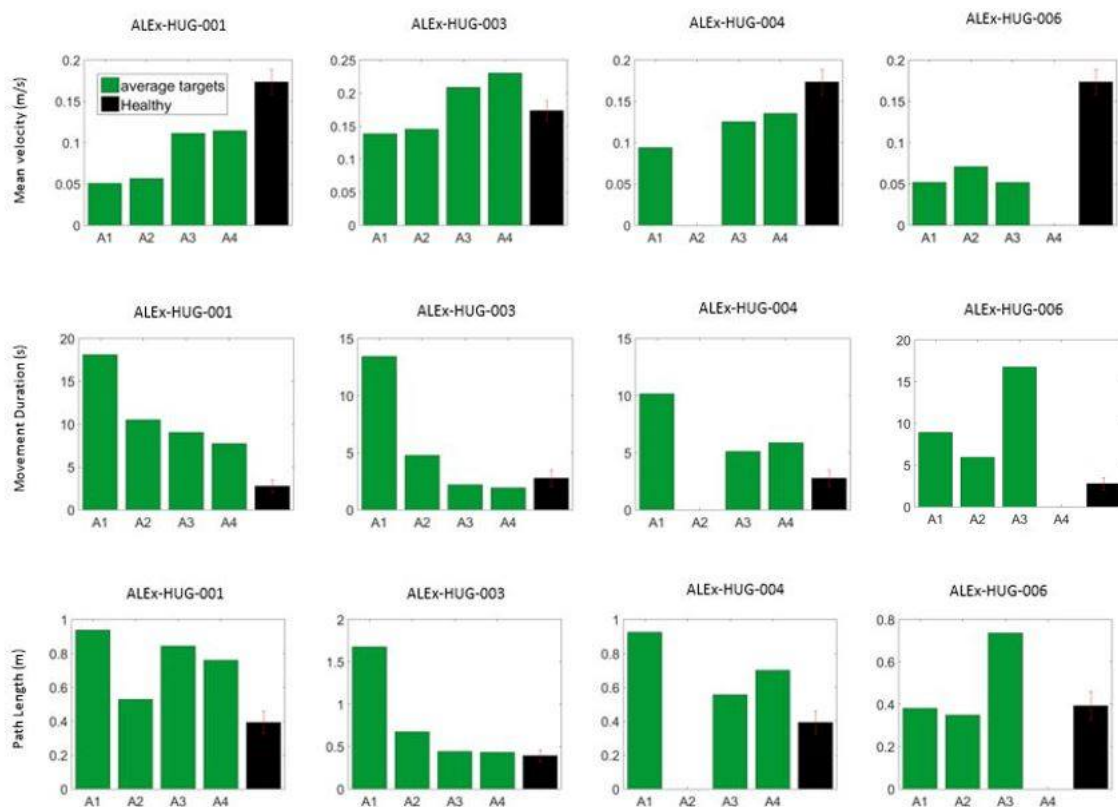 ALEx-HUG-001
ALEx-HUG-003
ALEx-HUG-004
ALEx-HUG-006
Mean velocity (m/s)
0.2
0.15
0.1
0.05
0
average targets
Healthy
A1 A2 A3 A4
0.25
0.2
0.15
0.1
0.05
0
A1 A2 A3 A4
0.2
0.15
0.1
0.05
0
A1 A2 A3 A4
0.2
0.15
0.1
0.05
0
A1 A2 A3 A4
ALEx-HUG-001
ALEx-HUG-003
ALEx-HUG-004
ALEx-HUG-006
Movement Duration (s)
20
15
10
5
0
A1 A2 A3 A4
15
10
5
0
A1 A2 A3 A4
15
10
5
0
A1 A2 A3 A4
20
15
10
5
0
A1 A2 A3 A4
ALEx-HUG-001
ALEx-HUG-003
ALEx-HUG-004
ALEx-HUG-006
Path Length (m)
1
0.8
0.6
0.4
0.2
0
A1 A2 A3 A4
2
1.5
1
0.5
0
A1 A2 A3 A4
1
0.8
0.6
0.4
0.2
0
A1 A2 A3 A4
0.8
0.6
0.4
0.2
0
A1 A2 A3 A4